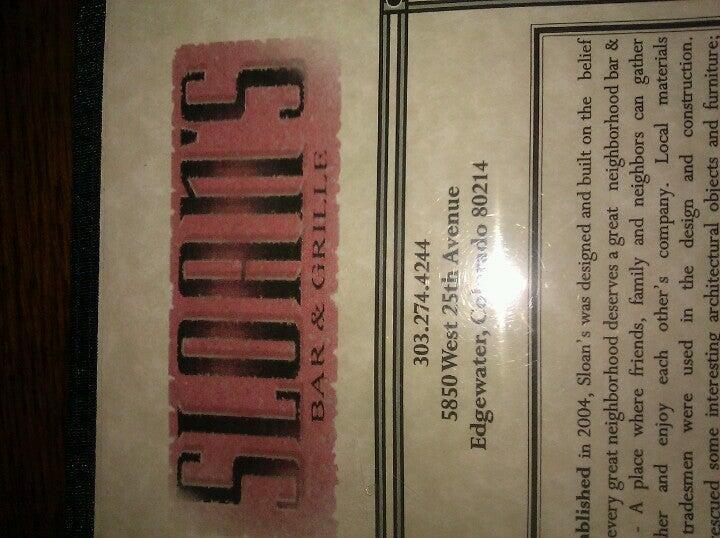 SLOAN'S
BAR & GRILLE
303.274.4244
5850 West 25th Avenue
Edgewater, Colorado 80214
ablished in 2004, Sloan's was designed and built on the belief
every great neighborhood deserves a great neighborhood bar &
- A place where friends, family and neighbors can gather
her and enjoy each other's company. Local materials
tradesmen were used in the design and construction.
rescued some interesting architectural objects and furniture;